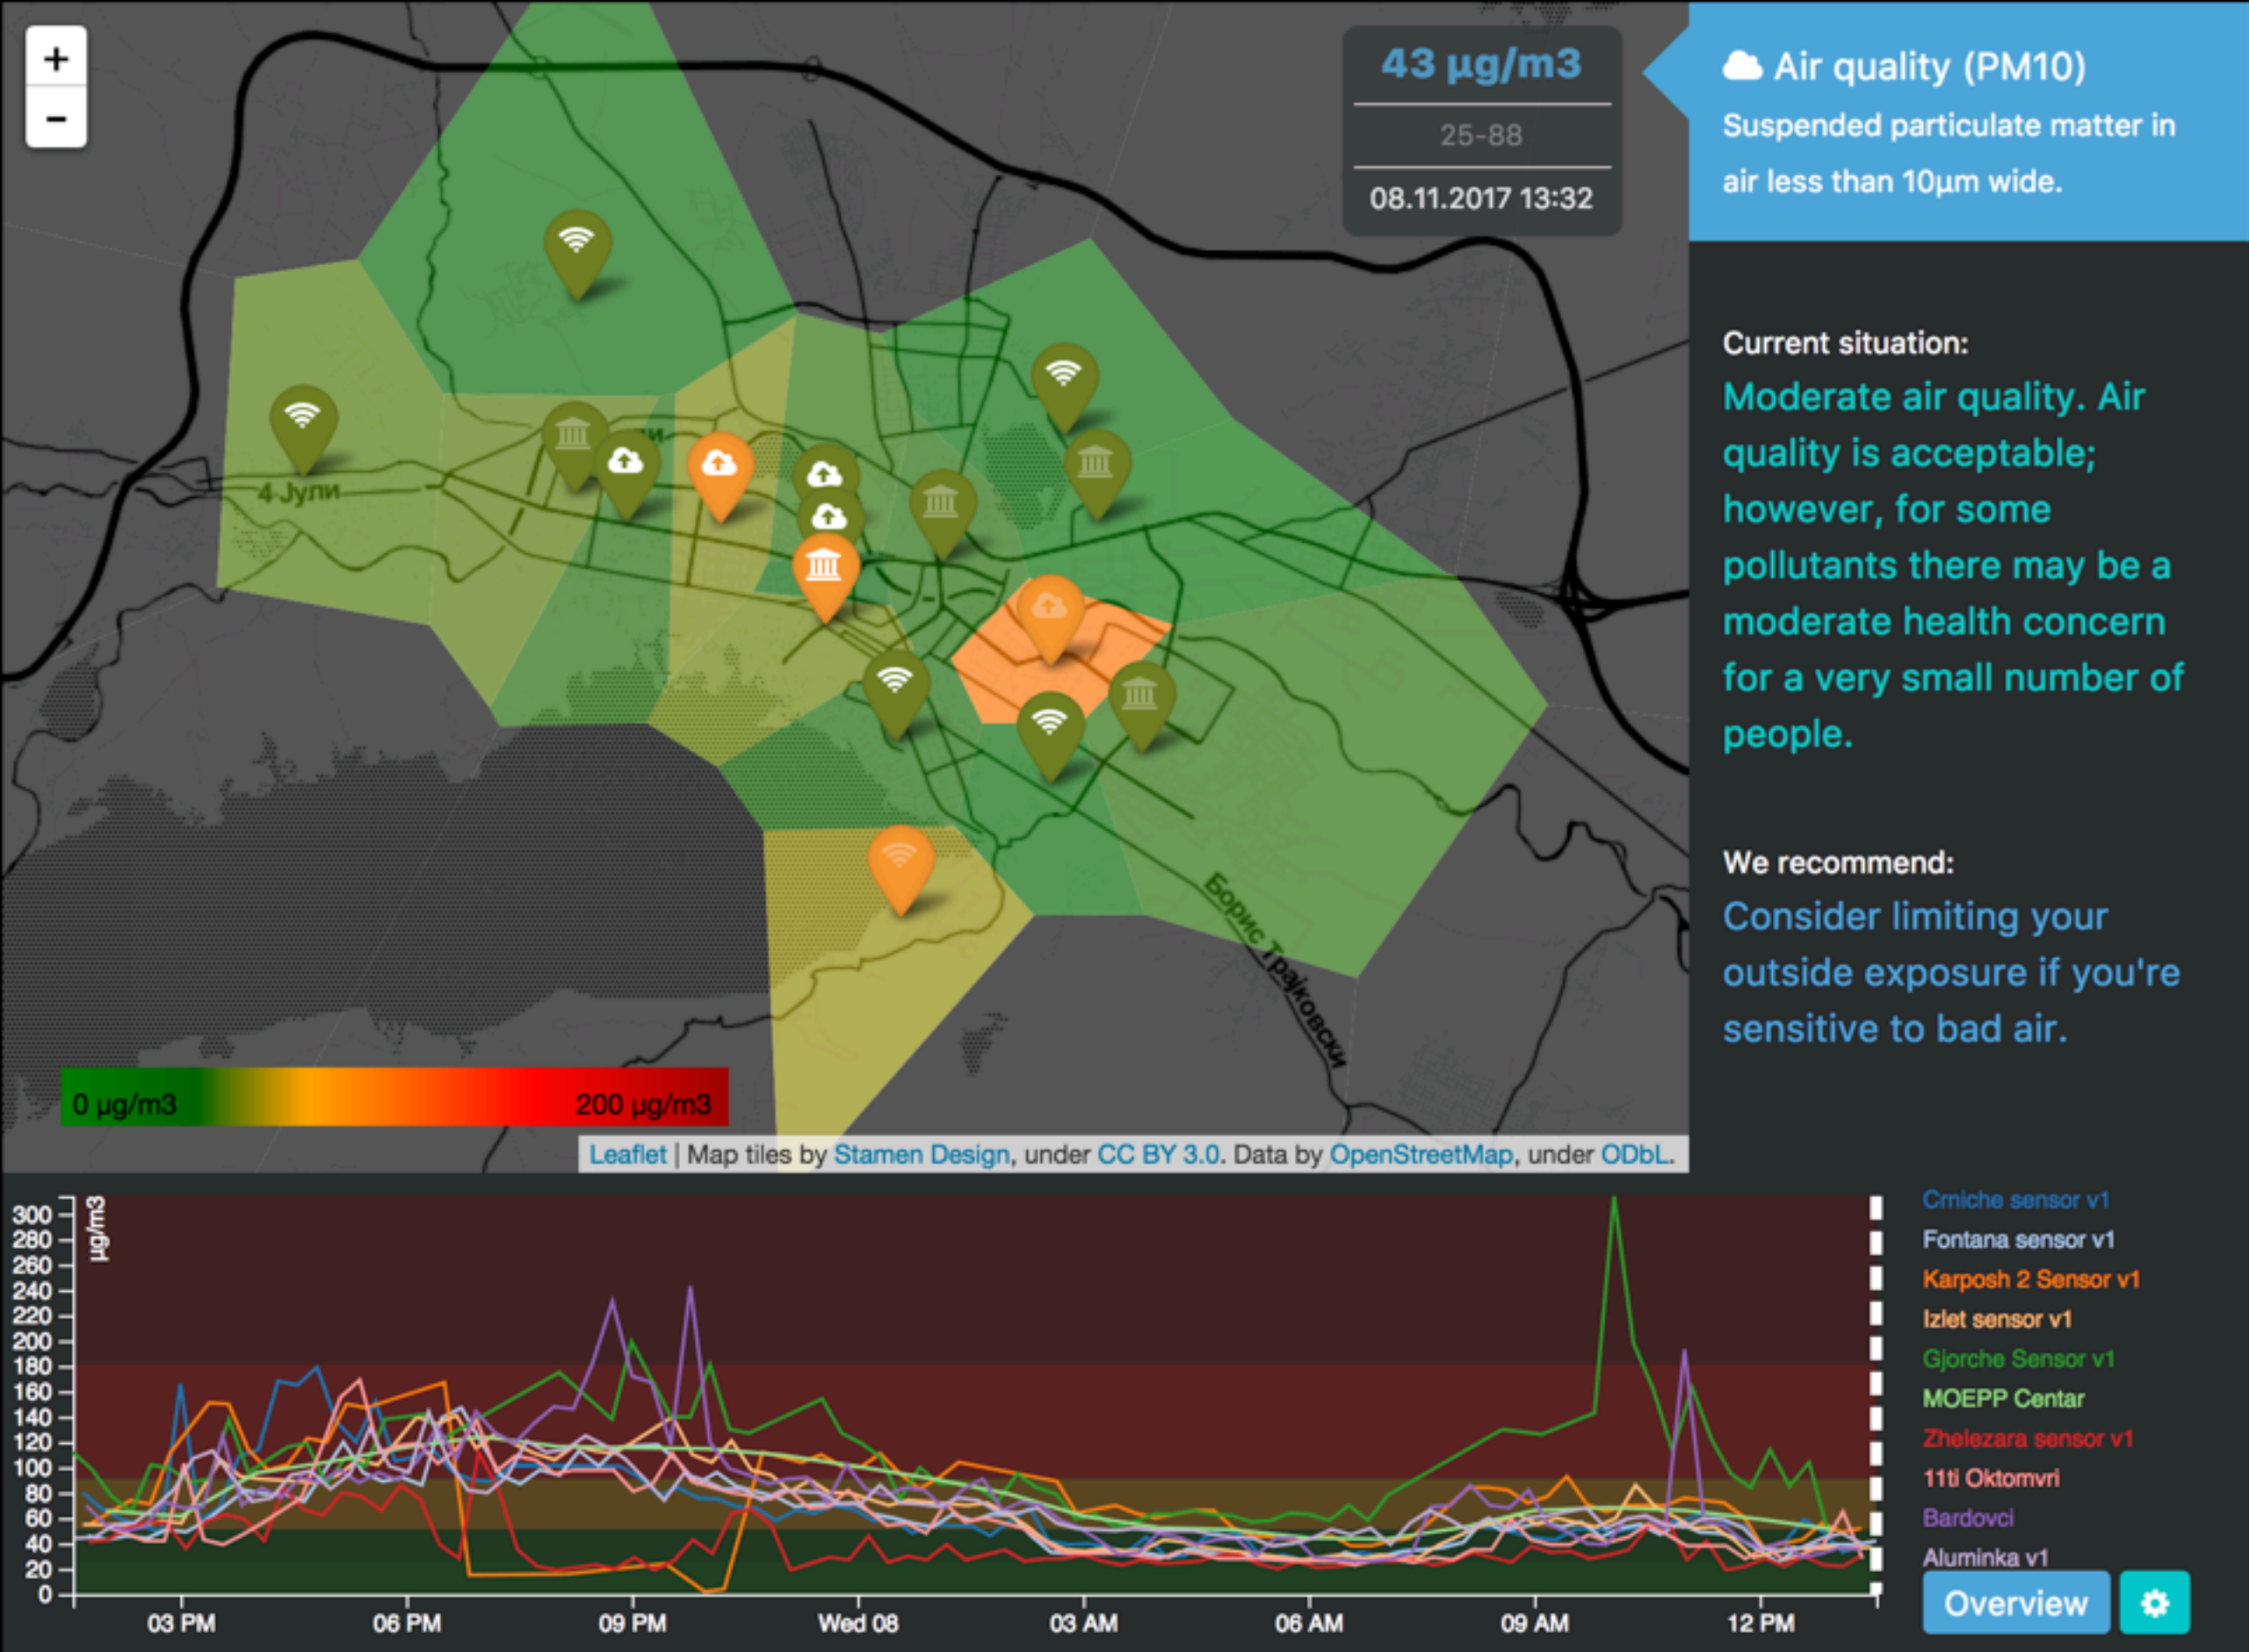 +
−
43 µg/m3
25-88
08.11.2017 13:32
Air quality (PM10)
Suspended particulate matter in
air less than 10µm wide.
Current situation:
Moderate air quality. Air
quality is acceptable;
however, for some
pollutants there may be a
moderate health concern
for a very small number of
people.
We recommend:
Consider limiting your
outside exposure if you're
sensitive to bad air.
4 Јули
Борис Трајковски
0 µg/m3
200 µg/m3
Leaflet | Map tiles by Stamen Design, under CC BY 3.0. Data by OpenStreetMap, under ODbL.
µg/m3
300
280
260
240
220
200
180
160
140
120
100
80
60
40
20
0
03 PM
06 PM
09 PM
Wed 08
03 AM
06 AM
09 AM
12 PM
Crniche sensor v1
Fontana sensor v1
Karposh 2 Sensor v1
Izlet sensor v1
Gjorche Sensor v1
MOEPP Centar
Zhelezara sensor v1
11ti Oktomvri
Bardovci
Aluminka v1
Overview